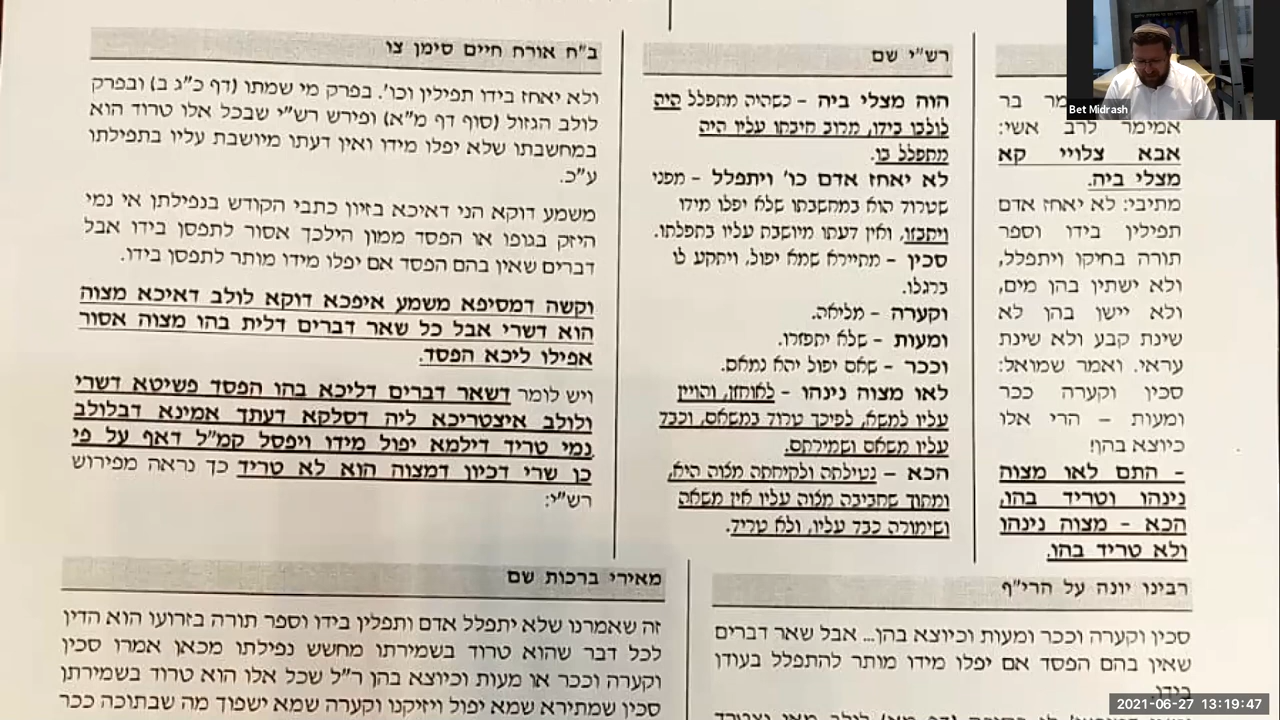 מר בר
אמימר לרב אשי:
אבא צלויי קא
מצלי ביה.
מתיבי: לא יאחז אדם
תפילין בידו וספר
תורה בחיקו ויתפלל,
ולא ישתין בהן מים,
ולא יישן בהן לא
שינת קבע ולא שינת
עראי. ואמר שמואל:
סכין וקערה ככר
ומעות – הרי אלו
כיוצא בהן!
- התם לאו מצוה
נינהו וטריד בהו,
הכא - מצוה נינהו
ולא טריד בהו.
רש"י שם
הוה מצלי ביה – כשהיה מתפלל היה
לולבו בידו, מרוב חיבתו עליו היה
מתפלל בו.
לא יאחז אדם כו' ויתפלל – מפני
שטרוד הוא במחשבתו שלא יפלו מידו
ויתבזו, ואין דעתו מיושבת עליו בתפלתו.
סכין – מתיירא שמא יפול, ויתקע לו
ברגלו.
וקערה – מליאה.
ומעות – שלא יתפזרו.
וככר – שאם יפול יהא נמאס.
לאו מצוה נינהו – לאוחזן, והויין
עליו למשא, לפיכך טרוד במשאם, וכבד
עליו משאם ושמירתם.
הכא – נטילתה ולקיחתה מצוה היא,
ומתוך שחביבה מצוה עליו אין משאה
ושימורה כבד עליו, ולא טריד.
ב"ח אורח חיים סימן צו
ולא יאחז בידו תפילין וכו'. בפרק מי שמתו (דף כ"ג ב) ובפרק
לולב הגזול (סוף דף מ"א) ופירש רש"י שבכל אלו טרוד הוא
במחשבתו שלא יפלו מידו ואין דעתו מיושבת עליו בתפילתו
ע"כ.
משמע דוקא הני דאיכא בזיון כתבי הקודש בנפילתן אי נמי
היזק בגופו או הפסד ממון הילכך אסור לתפסן בידו אבל
דברים שאין בהם הפסד אם יפלו מידו מותר לתפסן בידו.
וקשה דמסיפא משמע איפכא דוקא לולב דאיכא מצוה
הוא דשרי אבל כל שאר דברים דלית בהו מצוה אסור
אפילו ליכא הפסד.
ויש לומר דשאר דברים דליכא בהו הפסד פשיטא דשרי
ולולב איצטריכא ליה דסלקא דעתך אמינא דבלולב
נמי טריד דילמא יפול מידו ויפסל קמ"ל דאף על פי
כן שרי דכיון דמצוה הוא לא טריד כך נראה מפירוש
רש"י:
רבינו יונה על הרי"ף
סכין וקערה וככר ומעות וכיוצא בהן... אבל שאר דברים
שאין בהם הפסד אם יפלו מידו מותר להתפלל בעודן
בידו.
מאירי ברכות שם
זה שאמרנו שלא יתפלל אדם ותפלין בידו וספר תורה בזרועו הוא הדין
לכל דבר שהוא טרוד בשמירתו מחשש נפילתו מכאן אמרו סכין
וקערה וככר או מעות וכיוצא בהן ר"ל שכל אלו הוא טרוד בשמירתן
סכין שמתירא שמא יפול ויזיקנו וקערה שמא ישפוך מה שבתוכה ככר
Bet Midrash
2021-06-27 13:19:47